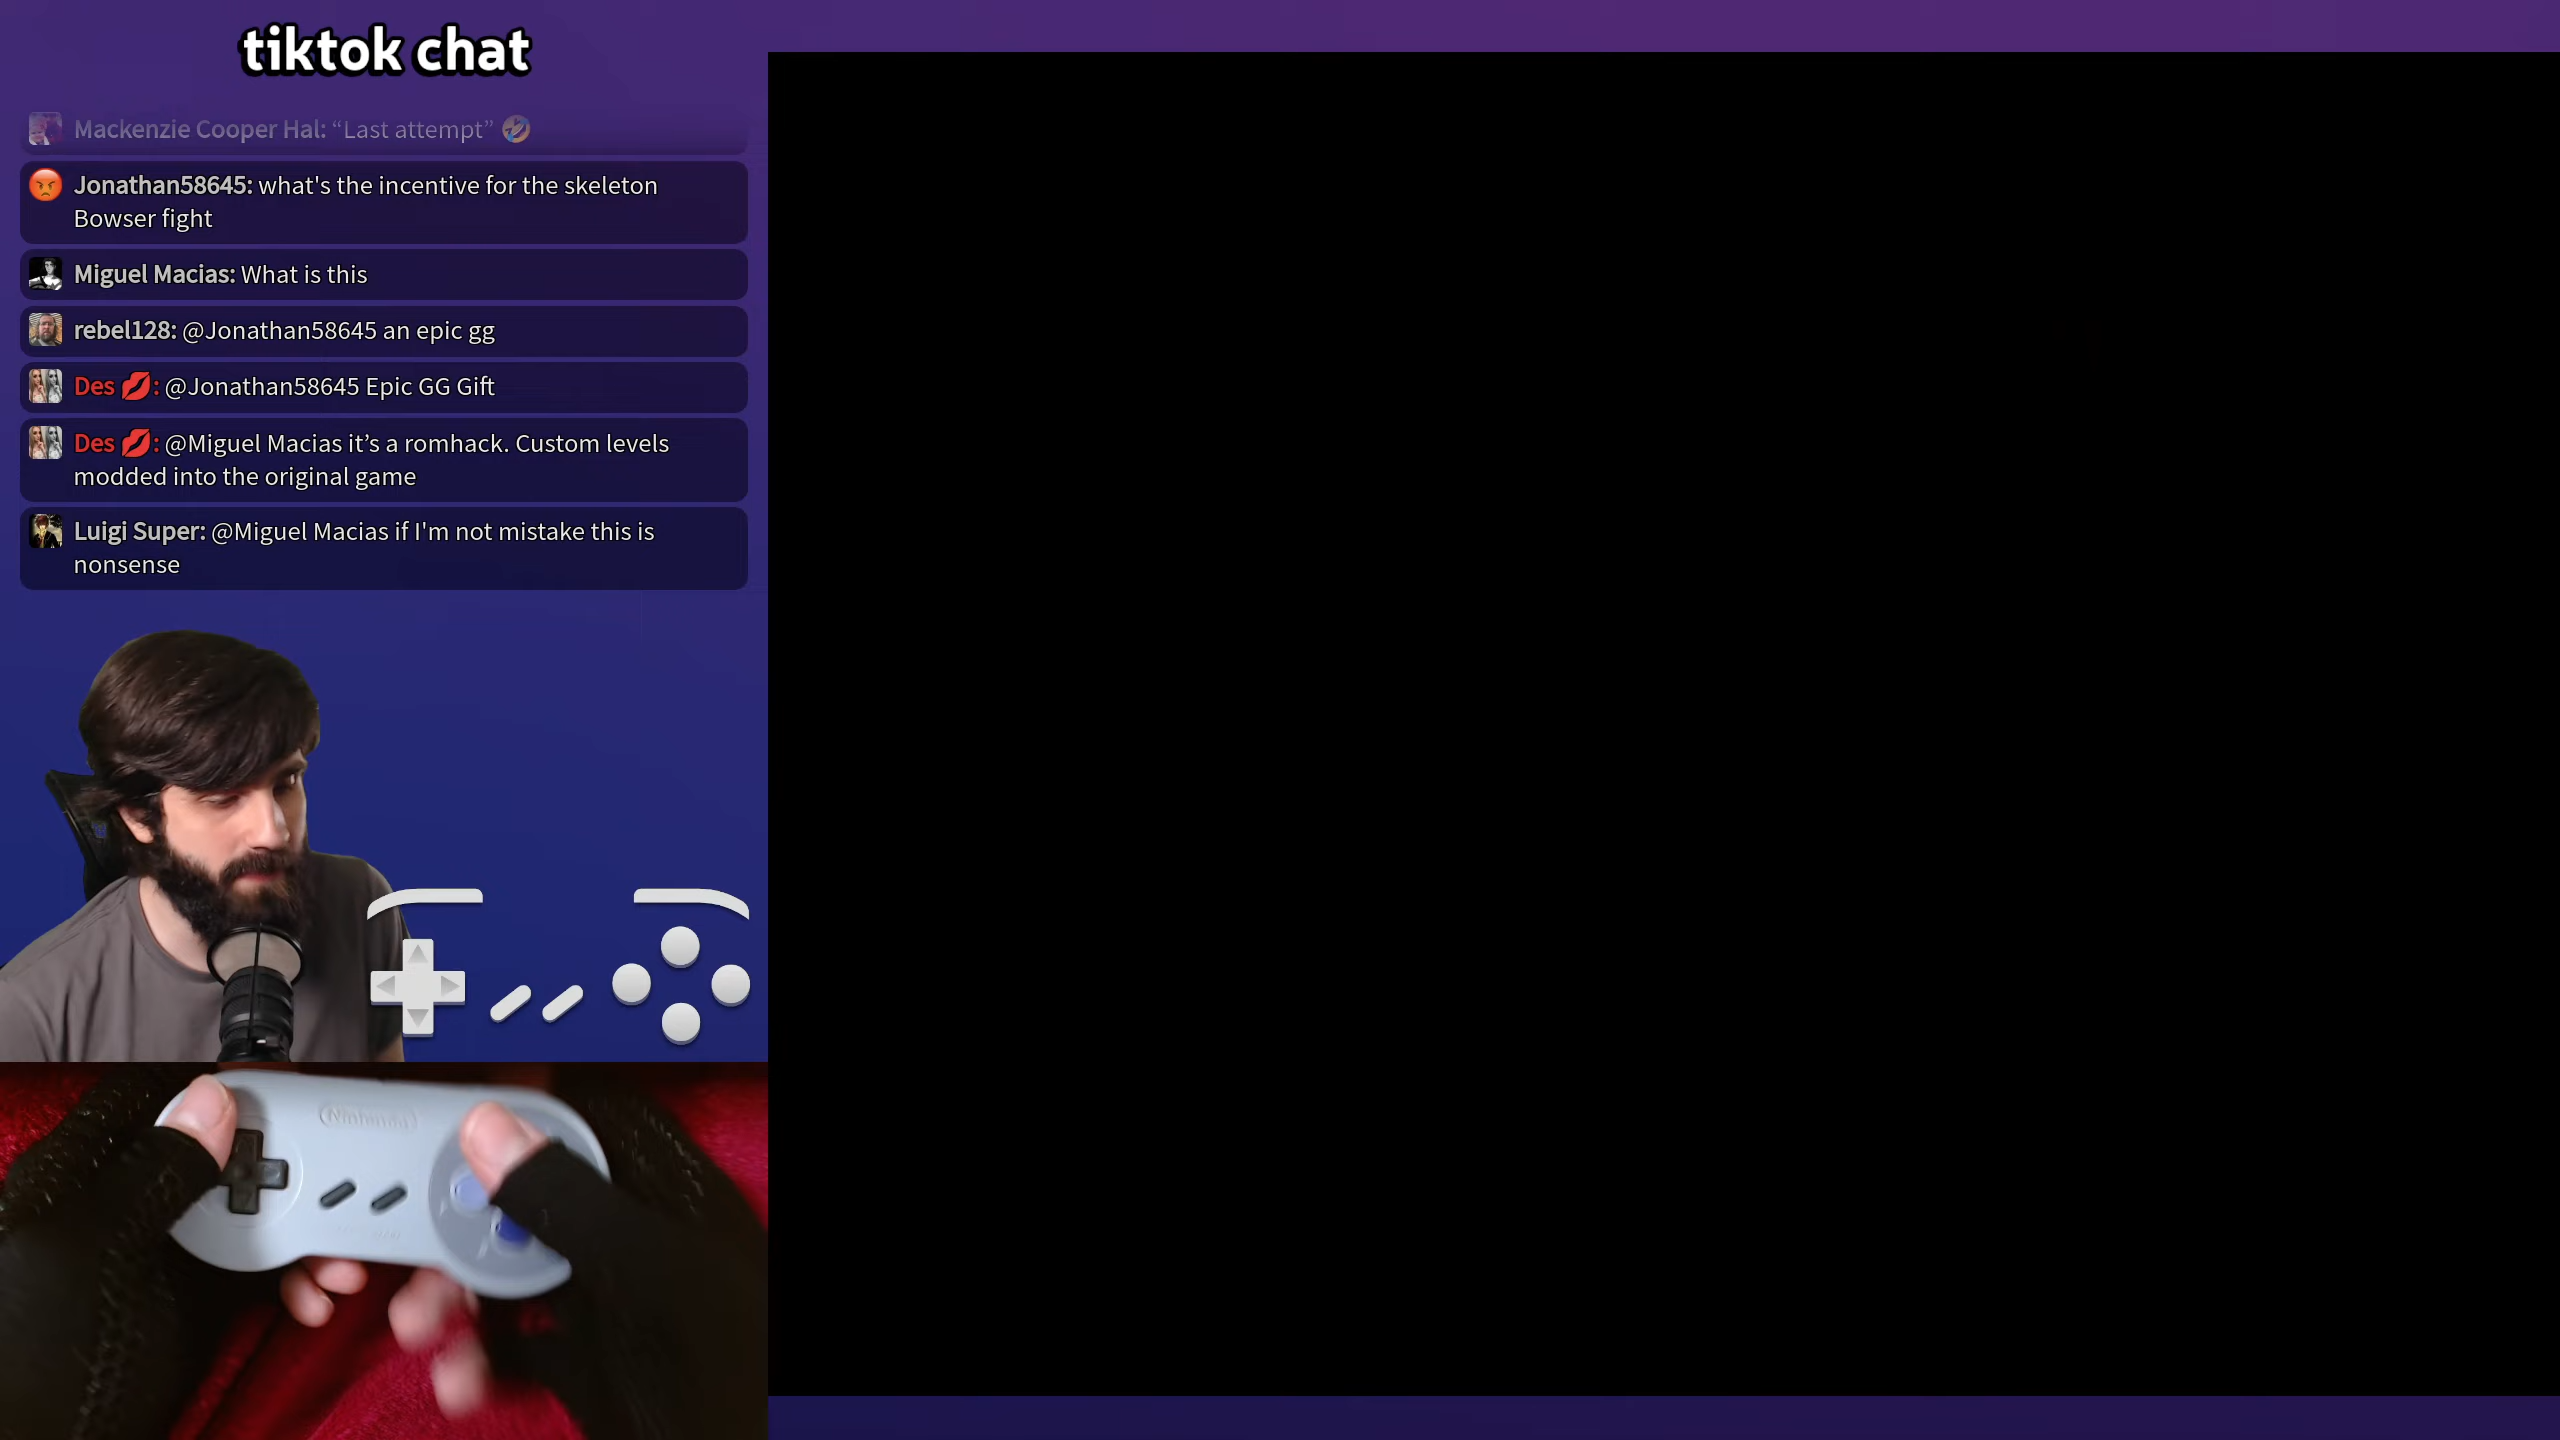 tiktok chat
Mackenzie Cooper Hal: “Last attempt” 🤣
Jonathan58645: what's the incentive for the skeleton
Bowser fight
Miguel Macias: What is this
rebel128: @Jonathan58645 an epic gg
Des 💋: @Jonathan58645 Epic GG Gift
Des 💋: @Miguel Macias it’s a romhack. Custom levels
modded into the original game
Luigi Super: @Miguel Macias if I'm not mistake this is
nonsense
Nintendo